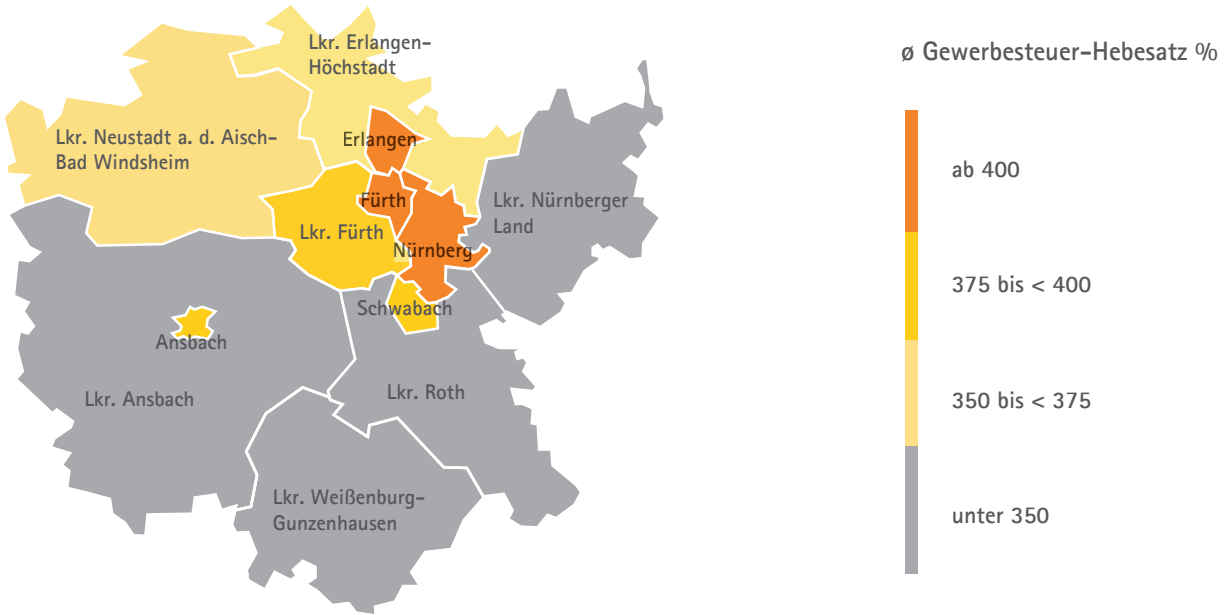 Lkr. Erlangen-
Höchstadt
Lkr. Neustadt a. d. Aisch-
Bad Windsheim
Erlangen
Fürth
Lkr. Nürnberger
Land
Lkr. Fürth
Nürnberg
Schwabach
Ansbach
Lkr. Ansbach
Lkr. Roth
Lkr. Weißenburg-
Gunzenhausen
ø Gewerbesteuer-Hebesatz %
ab 400
375 bis < 400
350 bis < 375
unter 350